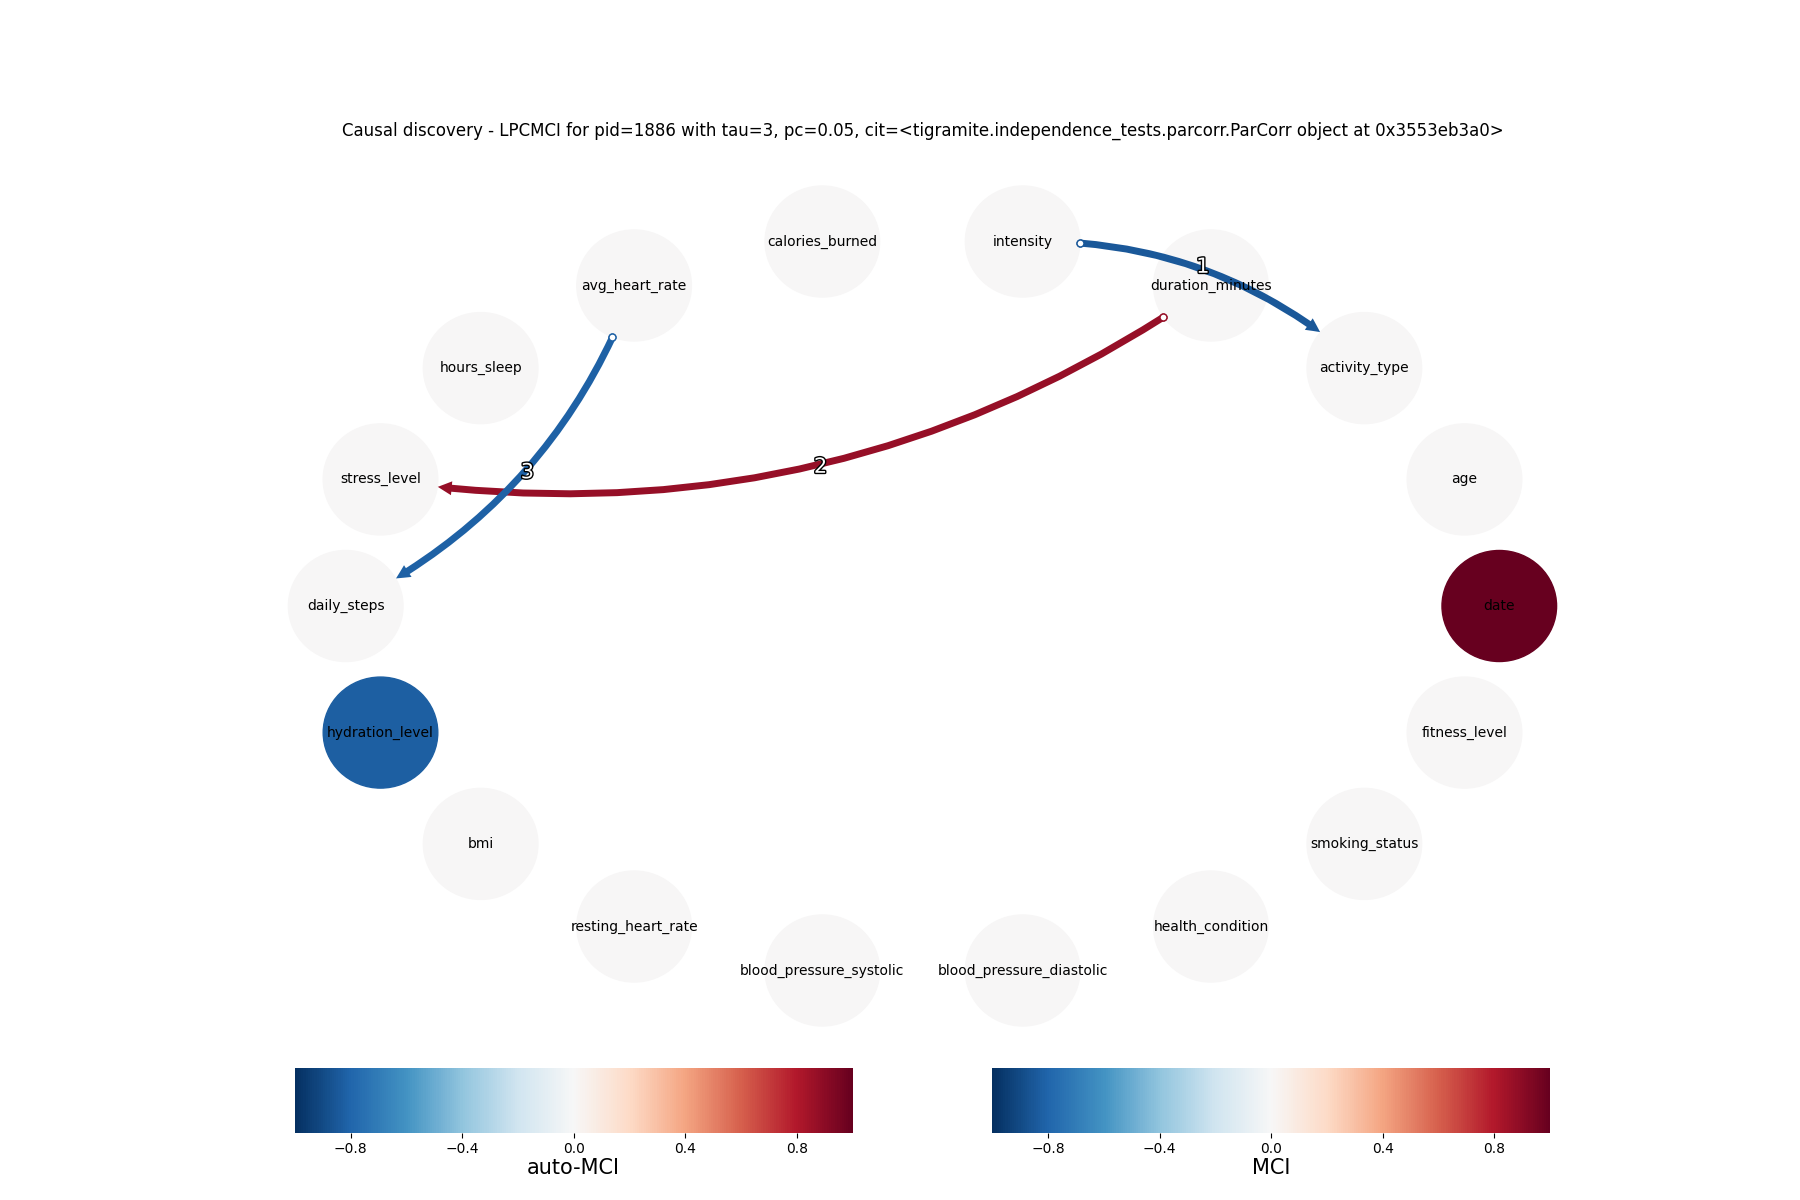 Causal discovery - LPCMCI for pid=1886 with tau=3, pc=0.05, cit=<tigramite.independence_tests.parcorr.ParCorr object at 0x3553eb3a0>
calories_burned
intensity
avg_heart_rate
1
duration_minutes
hours_sleep
activity_type
stress_level
3
2
age
daily_steps
date
hydration_level
fitness_level
bmi
smoking_status
resting_heart_rate
health_condition
blood_pressure_systolic
blood_pressure_diastolic
−0.8 −0.4 0.0 0.4 0.8
auto-MCI
−0.8 −0.4 0.0 0.4 0.8
MCI